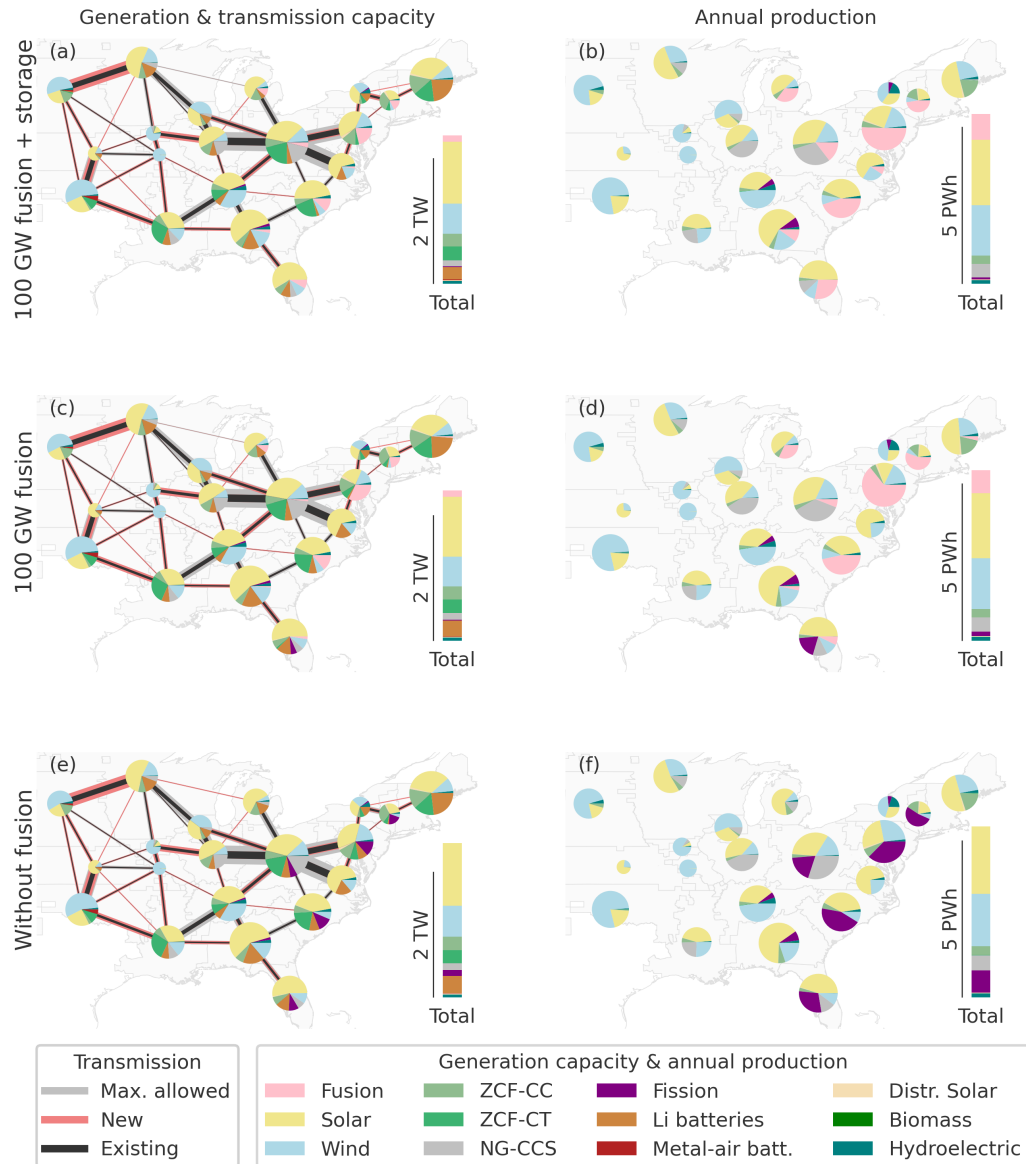 Generation & transmission capacity
Annual production
100 GW fusion + storage
(a)
2 TW
Total
(b)
5 PWh
Total
100 GW fusion
(c)
2 TW
Total
(d)
5 PWh
Total
Without fusion
(e)
2 TW
Total
(f)
5 PWh
Total
Transmission
Max. allowed
New
Existing
Generation capacity & annual production
Fusion
Solar
Wind
ZCF-CC
ZCF-CT
NG-CCS
Fission
Li batteries
Metal-air batt.
Distr. Solar
Biomass
Hydroelectric